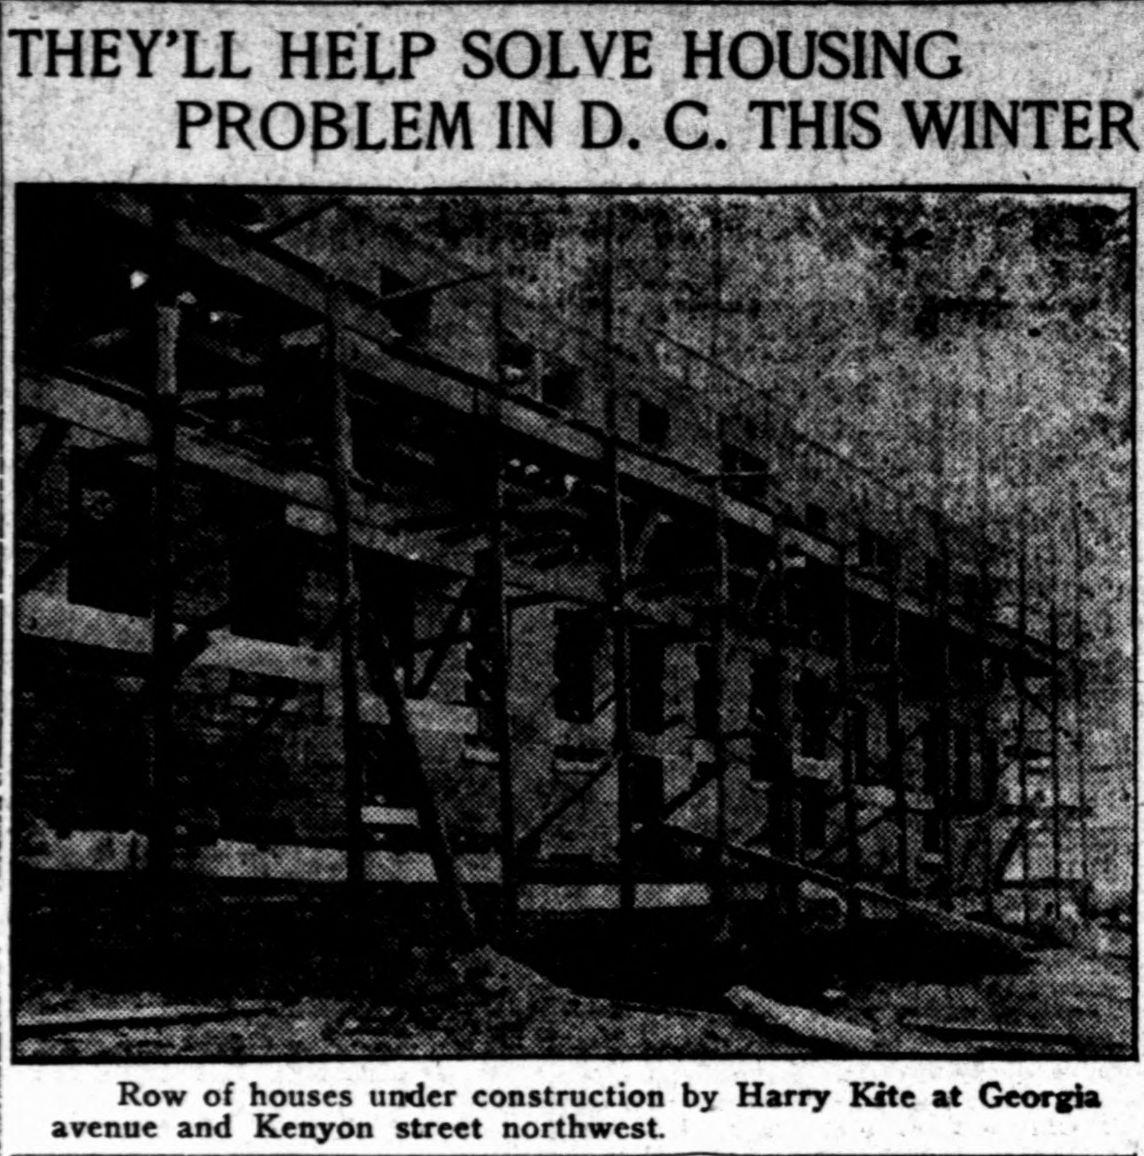 THEY'LL HELP SOLVE HOUSING
PROBLEM IN D. C. THIS WINTER
Row of houses under construction by Harry Kite at Georgia
avenue and Kenyon street northwest.